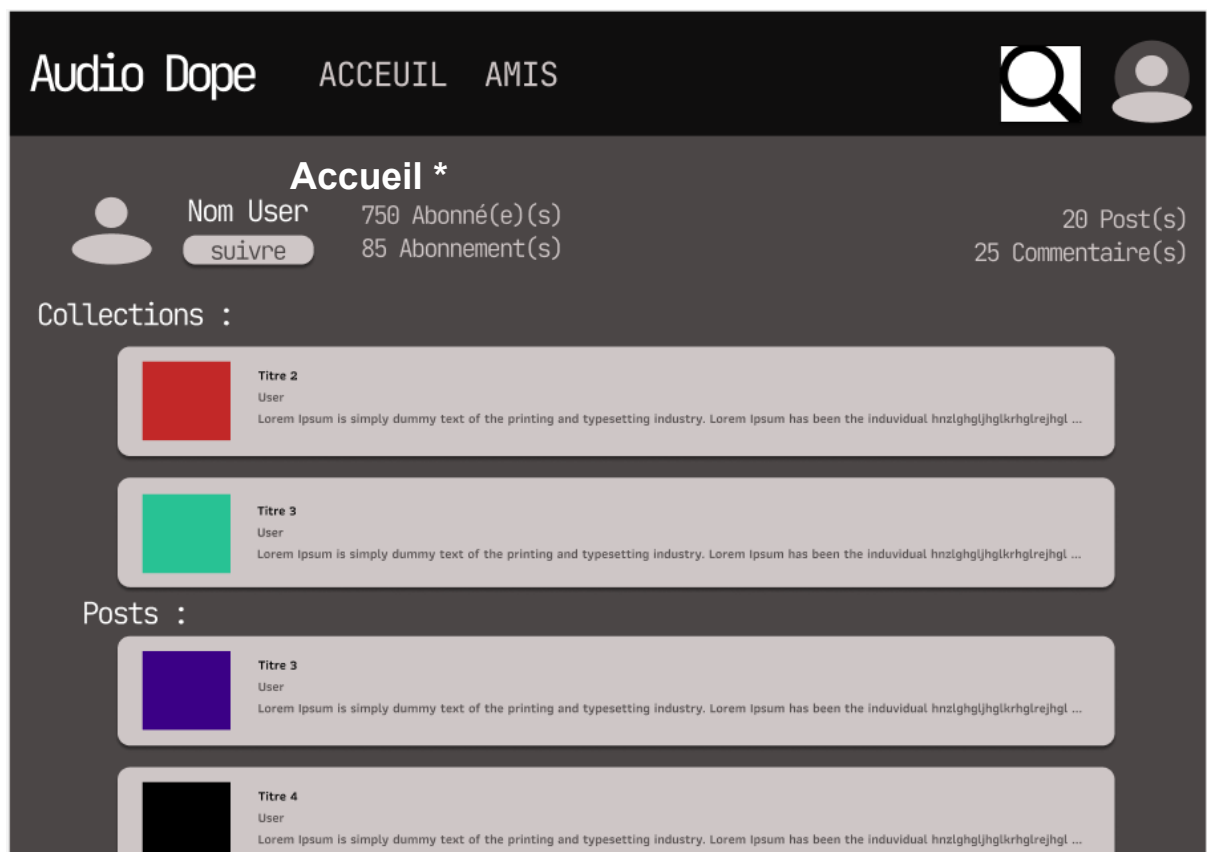 Audio Dope ACCEUIL AMIS
Accueil *
Nom User
suivre
750 Abonné(e)(s)
85 Abonnement(s)
20 Post(s)
25 Commentaire(s)
Collections :
Titre 2
User
Lorem Ipsum is simply dummy text of the printing and typesetting industry. Lorem Ipsum has been the induvidual hnzlghgljhglkrhglrejhgl ...
Titre 3
User
Lorem Ipsum is simply dummy text of the printing and typesetting industry. Lorem Ipsum has been the induvidual hnzlghgljhglkrhglrejhgl ...
Posts :
Titre 3
User
Lorem Ipsum is simply dummy text of the printing and typesetting industry. Lorem Ipsum has been the induvidual hnzlghgljhglkrhglrejhgl ...
Titre 4
User
Lorem Ipsum is simply dummy text of the printing and typesetting industry. Lorem Ipsum has been the induvidual hnzlghgljhglkrhglrejhgl ...